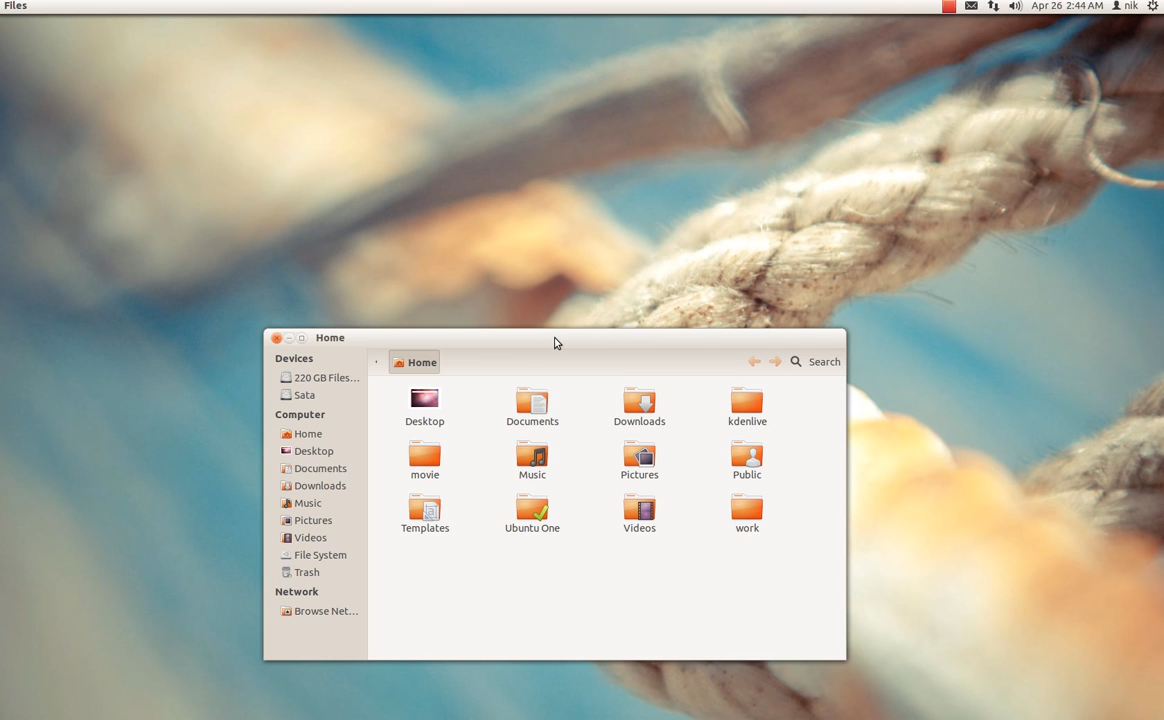 Files
Apr 26 2:44 AM
nik
Home
Devices
220 GB Files...
Sata
Computer
Home
Desktop
Documents
Downloads
Music
Pictures
Videos
File System
Trash
Network
Browse Net...
Home
Search
Desktop
Documents
Downloads
kdenlive
movie
Music
Pictures
Public
Templates
Ubuntu One
Videos
work